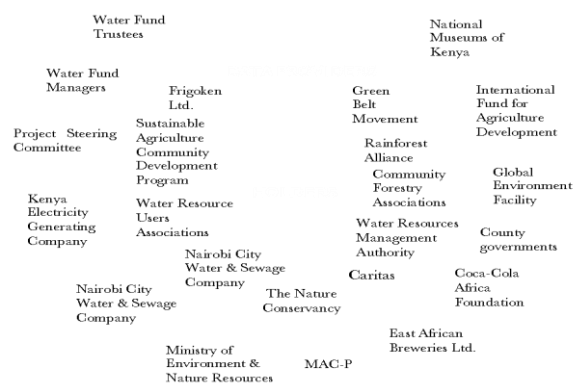 Water Fund
Trustees
National
Museums of
Kenya
Water Fund
Managers
Frigoken
Ltd.
Green
Belt
Movement
International
Fund for
Agriculture
Development
Project Steering
Committee
Sustainable
Agriculture
Community
Development
Program
Rainforest
Alliance
Community
Forestry
Associations
Global
Environment
Facility
Kenya
Electricity
Generating
Company
Water Resource
Users
Associations
Water Resources
Management
Authority
County
governments
Nairobi City
Water & Sewage
Company
Caritas
Coca-Cola
Africa
Foundation
Nairobi City
Water & Sewage
Company
The Nature
Conservancy
East African
Breweries Ltd.
Ministry of
Environment &
Nature Resources
MAC-P